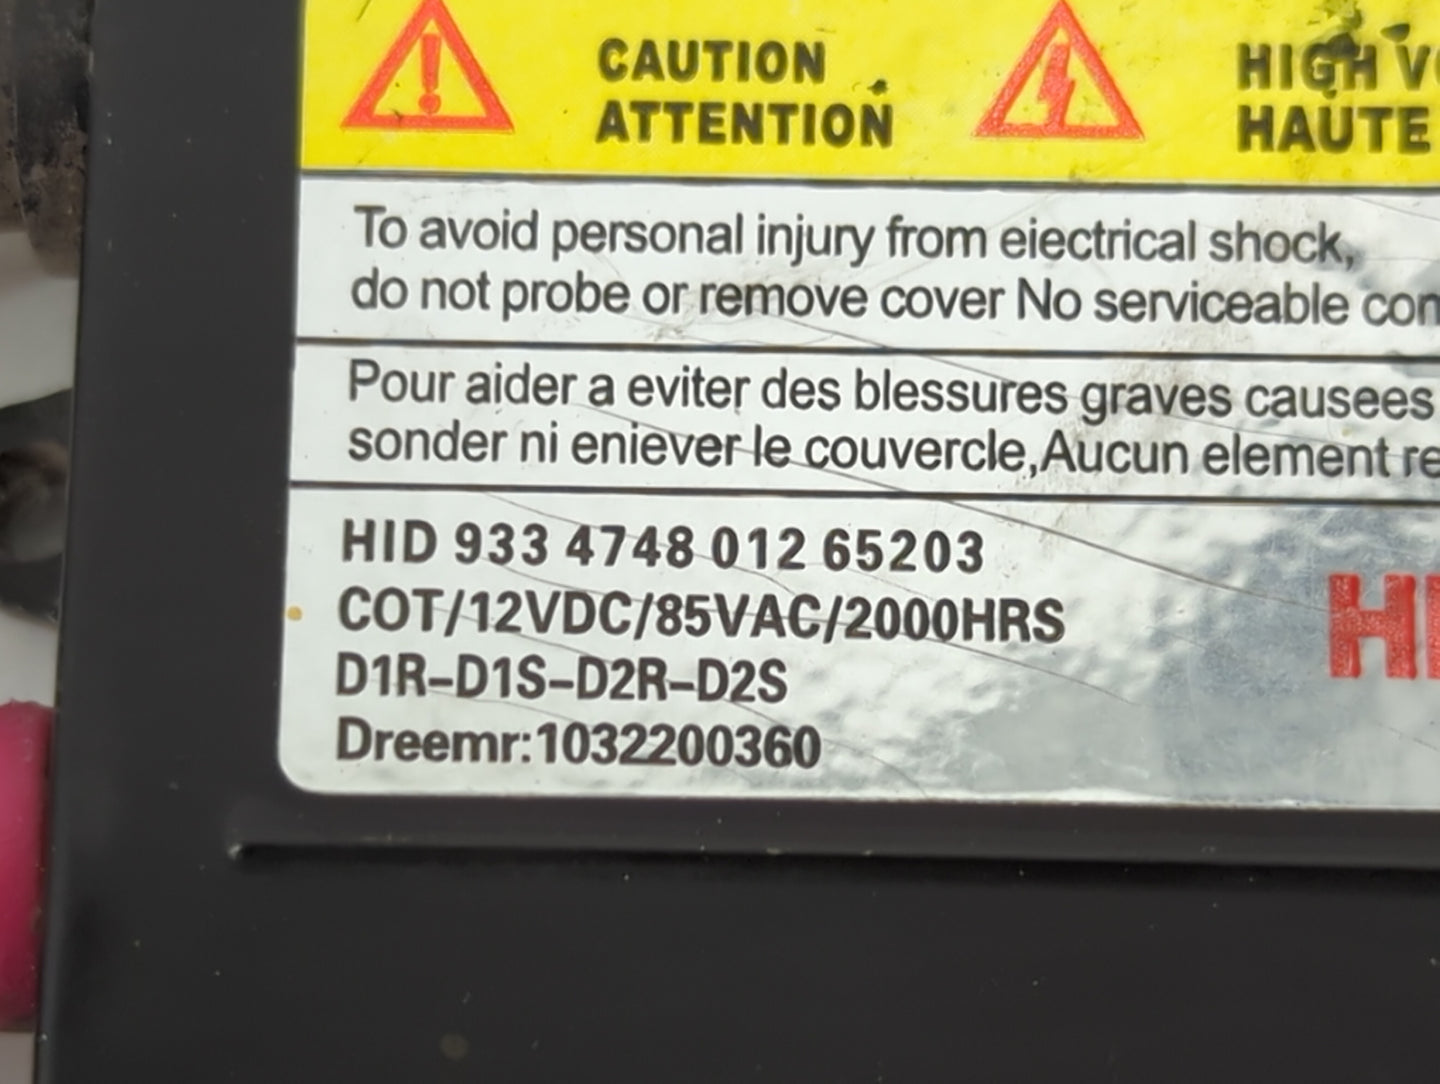 CAUTION
ATTENTION
HIGH
HAUTE
To avoid personal injury from eiectrical shock,
do not probe or remove cover No serviceable
Pour aider a eviter des blessures graves causees
sonder ni eniever le couvercle,Aucun element
HID 933 4748 012 65203
COT/12VDC/85VAC/2000HRS
D1R-D1S-D2R-D2S
Dreemr:1032200360